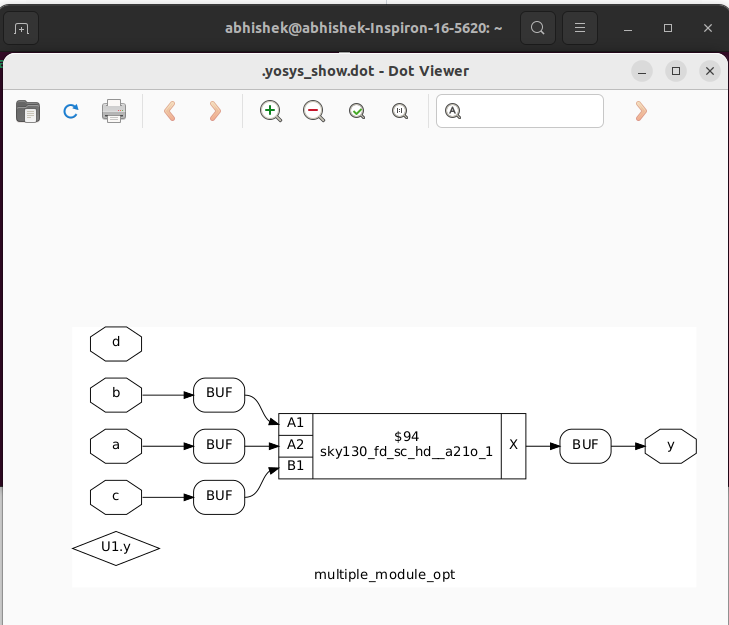 abhishek@abhishek-Inspiron-16-5620: ~
.yosys_show.dot - Dot Viewer
d
b BUF
A1
a BUF A2 $94 X BUF y
sky130_fd_sc_hd__a21o_1
B1
c BUF
U1.y
multiple_module_opt